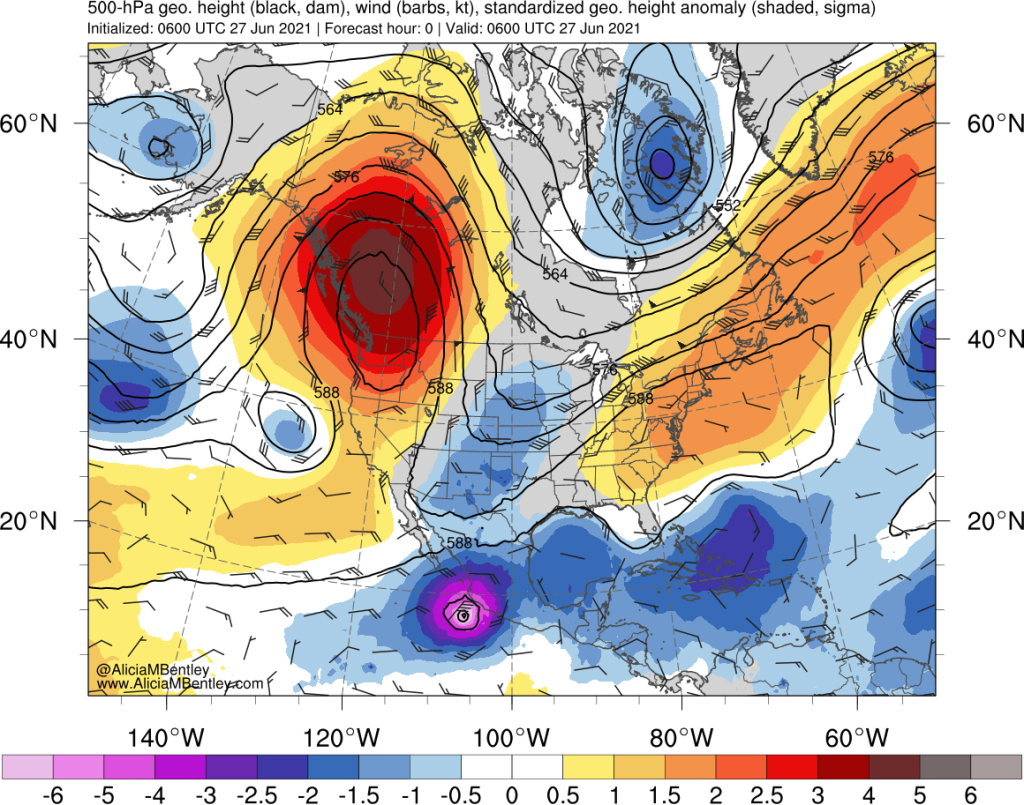 500-hPa geo. height (black, dam), wind (barbs, kt), standardized geo. height anomaly (shaded, sigma)
Initialized: 0600 UTC 27 Jun 2021 | Forecast hour: 0 | Valid: 0600 UTC 27 Jun 2021
564
60°N
60°N
576
576
552
564
40°N
40°N
576
588
588
588
20°N
20°N
588
@AliciaMBentley
www.AliciaMBentley.com
140°W 120°W 100°W 80°W 60°W
-6 -5 -4 -3 -2.5 -2 -1.5 -1 -0.5 0 0.5 1 1.5 2 2.5 3 4 5 6